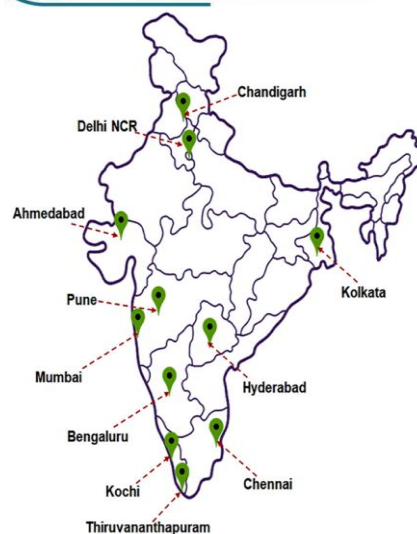 Chandigarh
Delhi NCR
Ahmedabad
Kolkata
Pune
Mumbai
Hyderabad
Bengaluru
Chennai
Kochi
Thiruvananthapuram